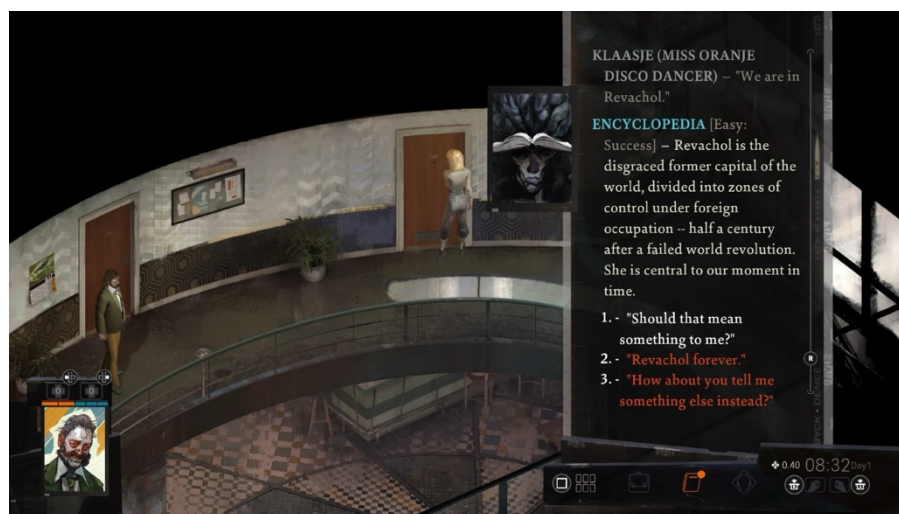 KLAASJE (MISS ORANJE
DISCO DANCER) – "We are in
Revachol."
ENCYCLOPEDIA [Easy:
Success] – Revachol is the
disgraced former capital of the
world, divided into zones of
control under foreign
occupation -- half a century
after a failed world revolution.
She is central to our moment in
time.
1. - "Should that mean
something to me?"
2. - "Revachol forever."
3. - "How about you tell me
something else instead?"
R
0.40 08:32 Day 1